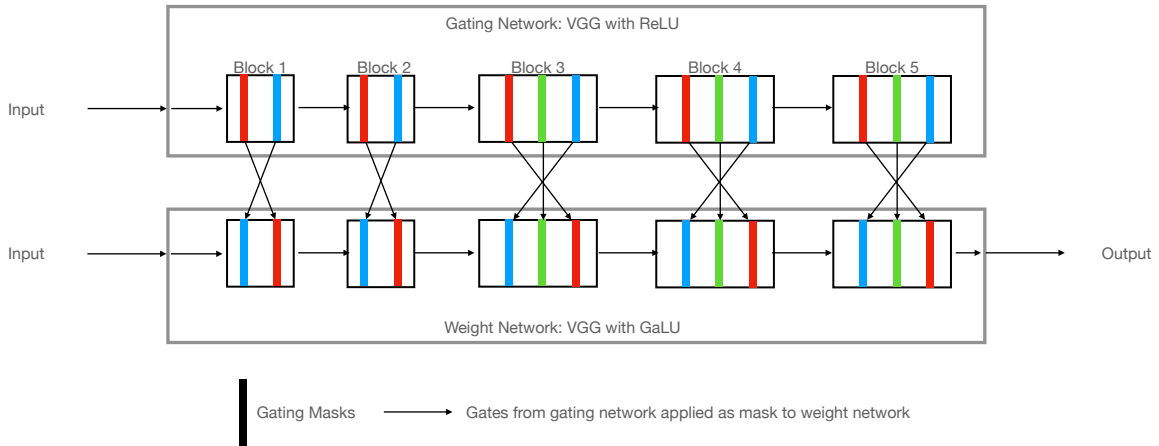 Gating Network: VGG with ReLU
Block 1 Block 2 Block 3 Block 4 Block 5
Input
Input
Output
Weight Network: VGG with GaLU
Gating Masks
Gates from gating network applied as mask to weight network